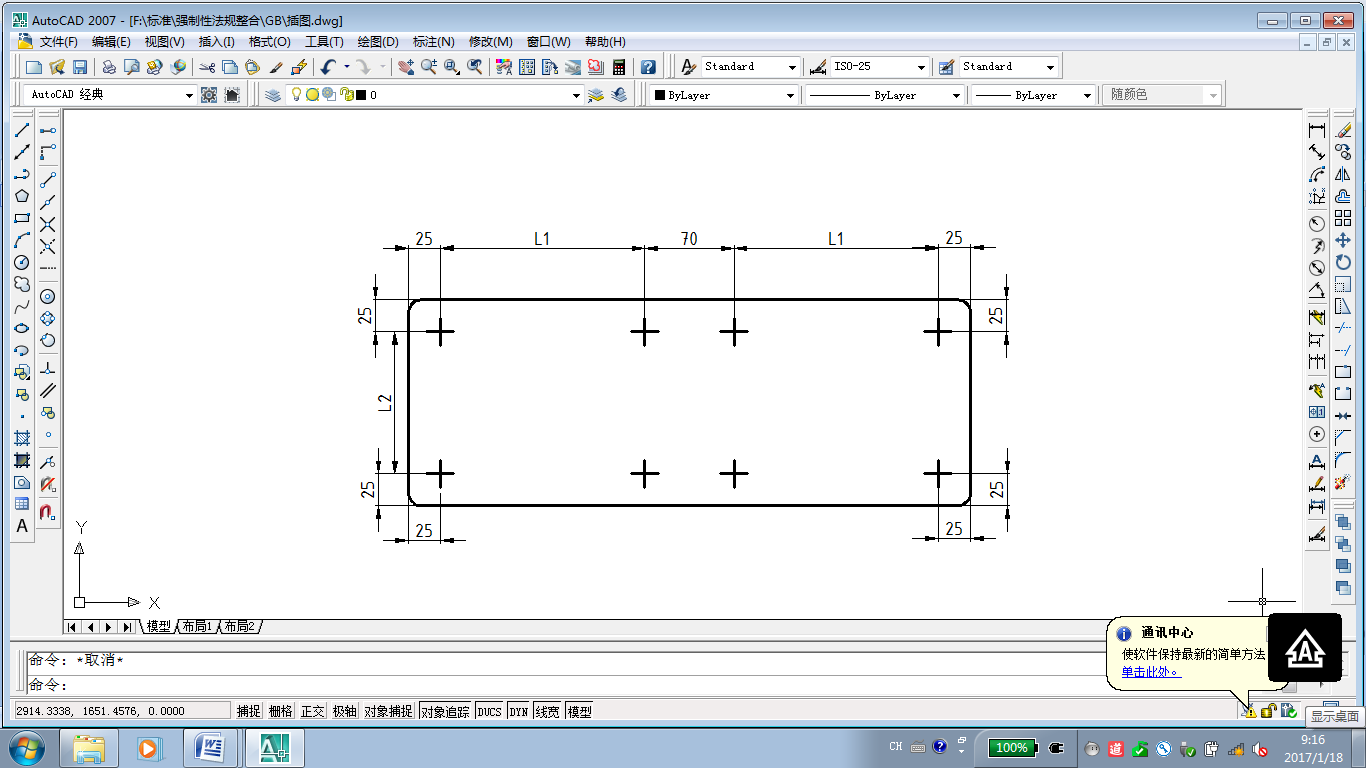 AutoCAD 2007 - [F:\标准\强制性法规整合\GB\插图.dwg]
文件(F) 编辑(E) 视图(V) 插入(I) 格式(O) 工具(T) 绘图(D) 标注(N) 修改(M) 窗口(W) 帮助(H)
Standard ISO-25 Standard
AutoCAD 经典 0 ByLayer ByLayer ByLayer 随颜色
25 L1 70 L1 25
25 25
L2
25 25
25 25
Y
X
模型 布局1 布局2
通讯中心
使软件保持最新的简单方法
单击此处。
命令: *取消*
命令:
2914.3338, 1651.4576, 0.0000 捕捉 栅格 正交 极轴 对象捕捉 对象追踪 DUCS DYN 线宽 模型
显示桌面
CH 100% 道 9:16
2017/1/18